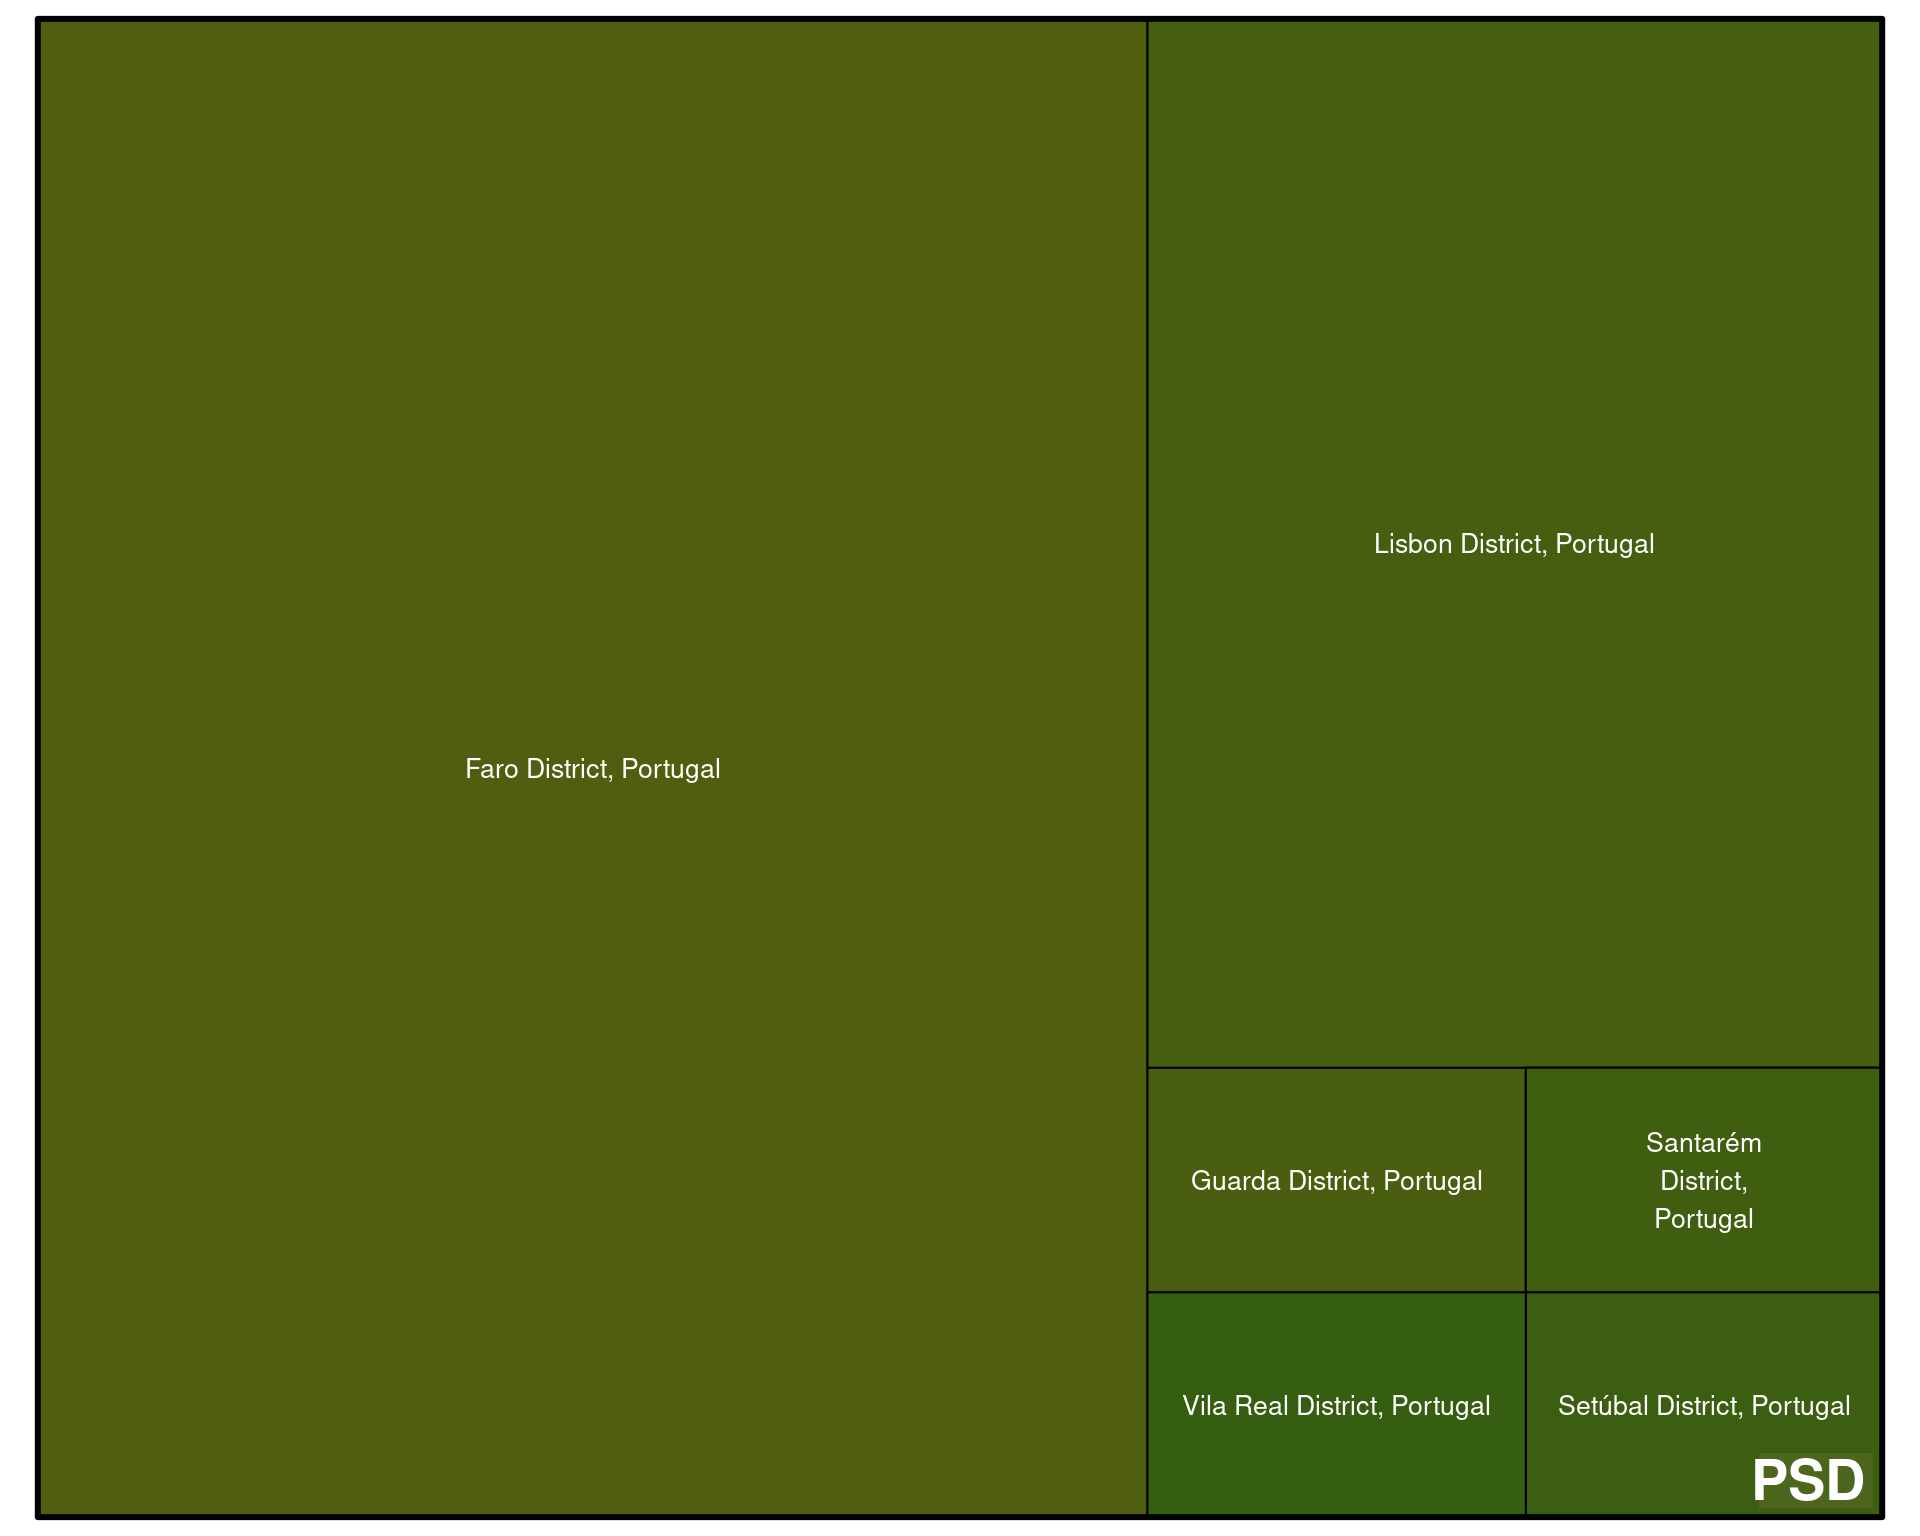 Faro District, Portugal
Lisbon District, Portugal
Guarda District, Portugal
Santarém
District,
Portugal
Vila Real District, Portugal
Setúbal District, Portugal
PSD